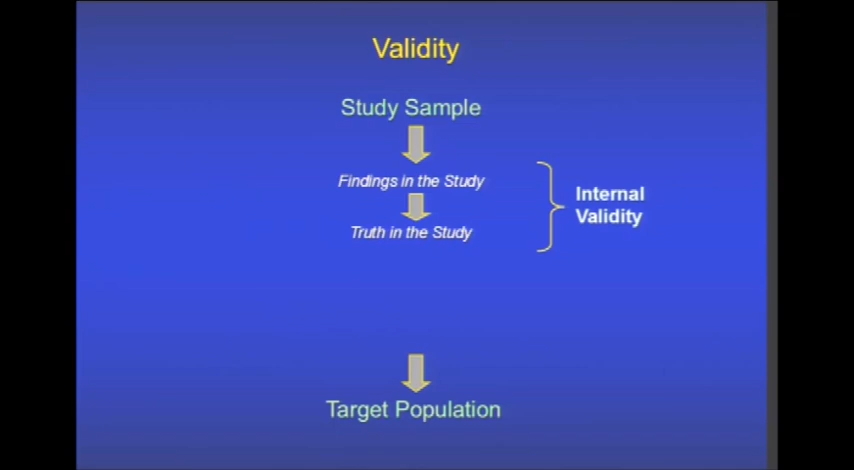 Validity
Study Sample
Findings in the Study
Truth in the Study
Internal
Validity
Target Population